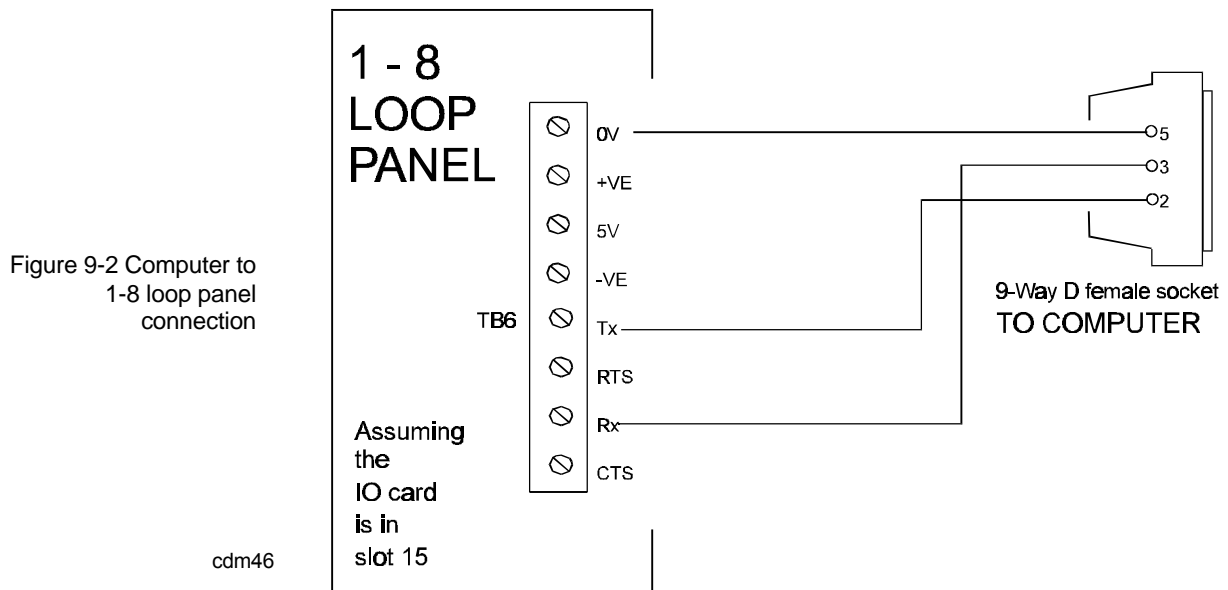 1 - 8
LOOP
PANEL
0V
+VE
5V
-VE
Tx
RTS
Rx
CTS
TB6
5
3
2
9-Way D female socket
TO COMPUTER
Figure 9-2 Computer to
1-8 loop panel
connection
Assuming
the
IO card
is in
slot 15
cdm46